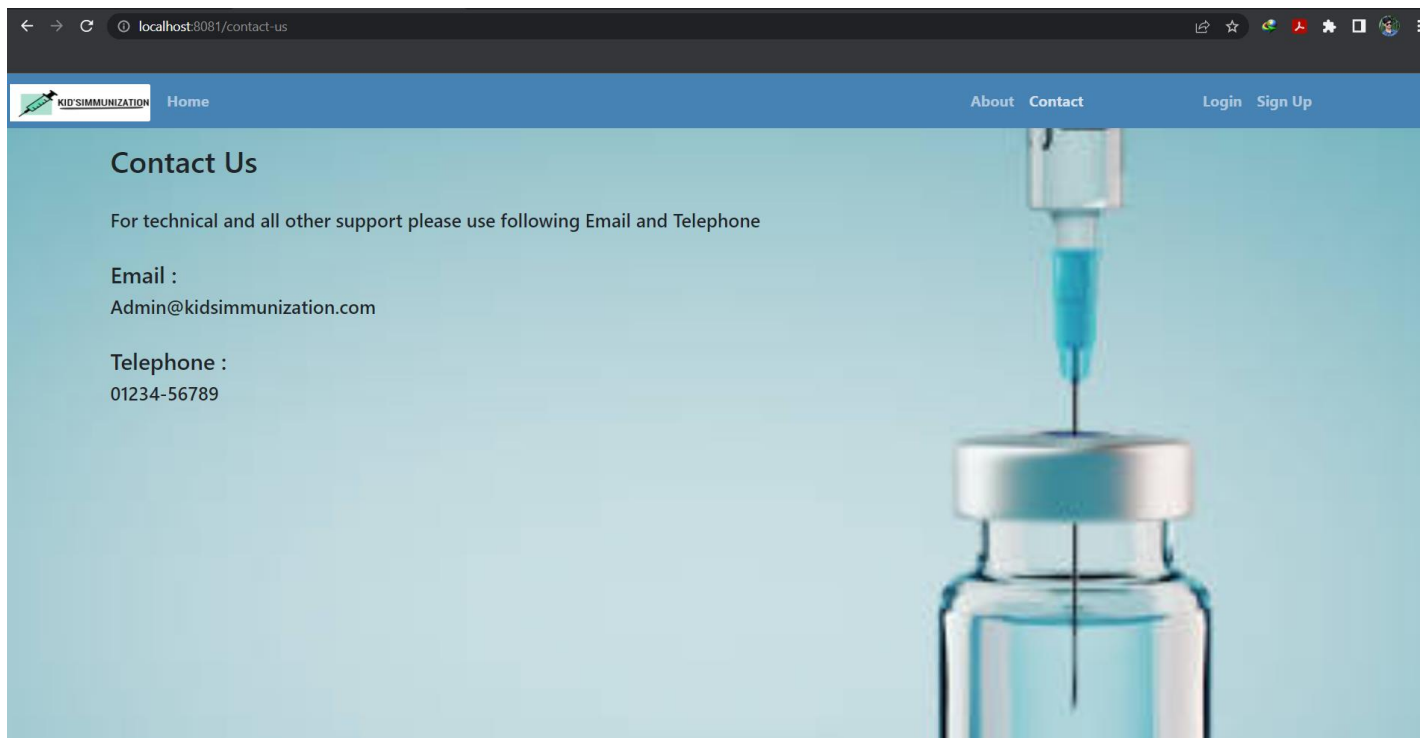 localhost:8081/contact-us
KID'SIMMUNIZATION Home About Contact Login Sign Up
Contact Us
For technical and all other support please use following Email and Telephone
Email :
Admin@kidsimmunization.com
Telephone :
01234-56789